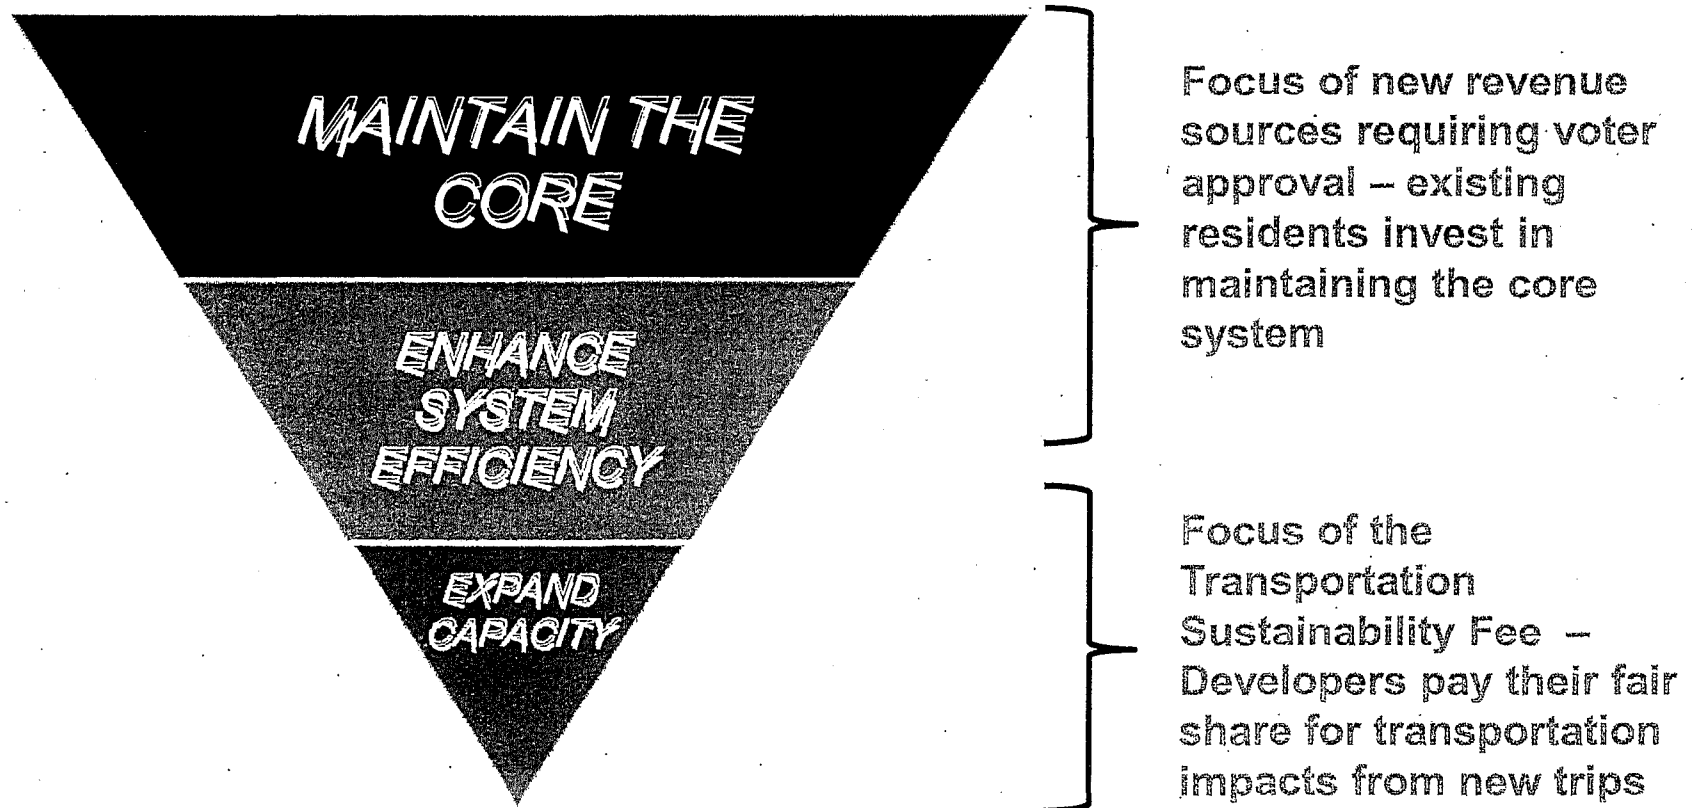 MAINTAIN THE
CORE
ENHANCE
SYSTEM
EFFICIENCY
EXPAND
CAPACITY
Focus of new revenue
sources requiring voter
approval – existing
residents invest in
maintaining the core
system
Focus of the
Transportation
Sustainability Fee –
Developers pay their fair
share for transportation
impacts from new trips